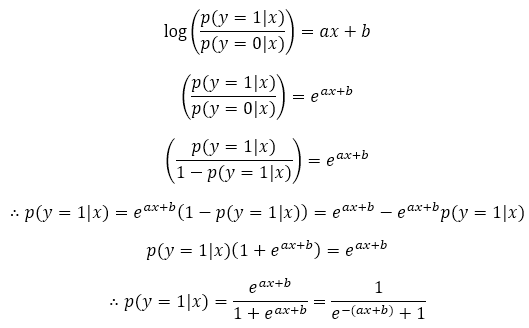 log(p(y = 1|x)/p(y = 0|x)) = ax + b
(p(y = 1|x)/p(y = 0|x)) = e^{ax+b}
(p(y = 1|x)/(1 − p(y = 1|x))) = e^{ax+b}
∴ p(y = 1|x) = e^{ax+b}(1 − p(y = 1|x)) = e^{ax+b} − e^{ax+b}p(y = 1|x)
p(y = 1|x)(1 + e^{ax+b}) = e^{ax+b}
∴ p(y = 1|x) = e^{ax+b}/(1 + e^{ax+b}) = 1/(e^{−(ax+b)} + 1)